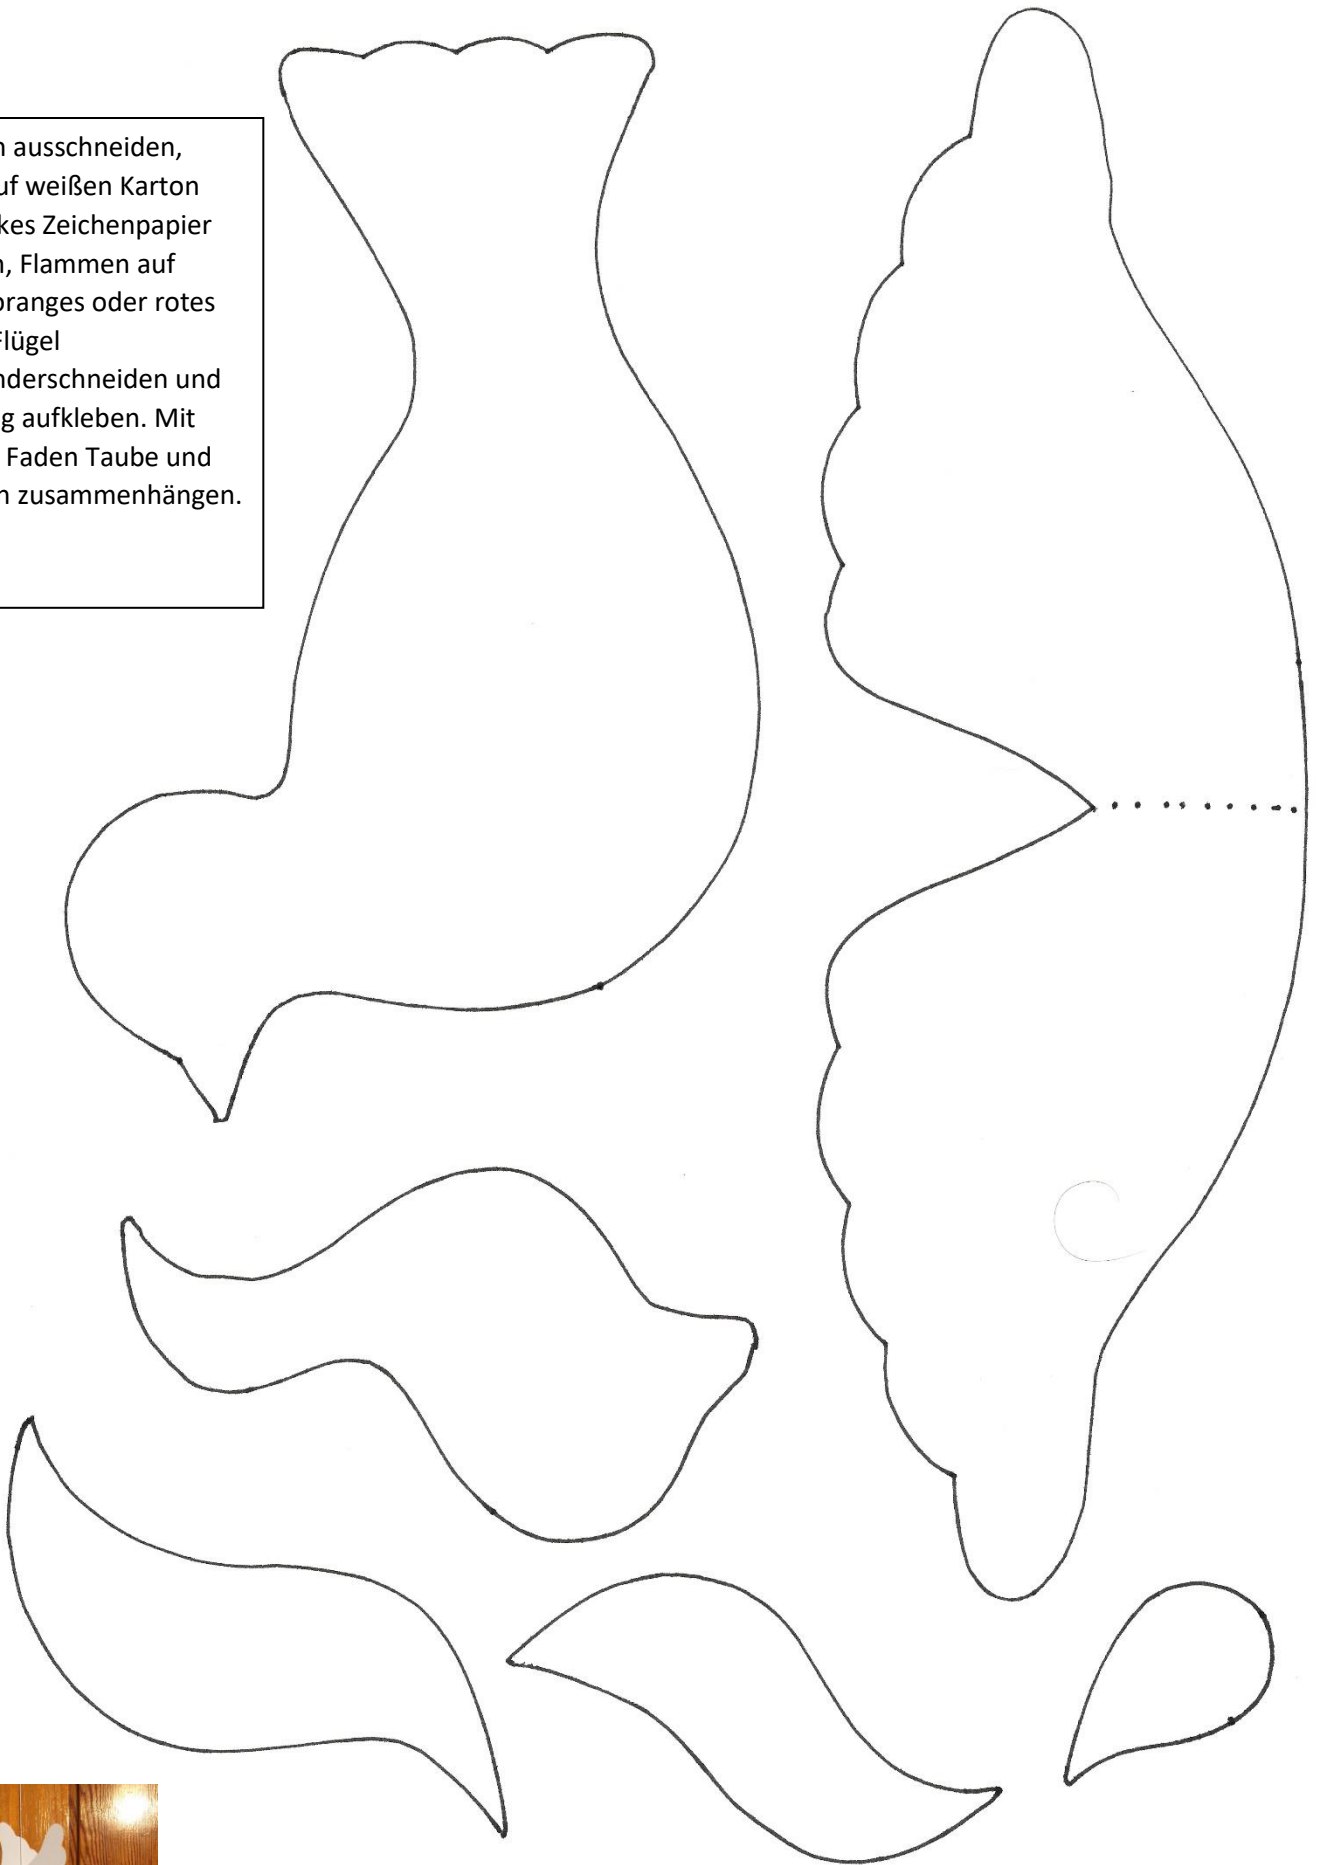 n ausschneiden,
uf weißen Karton
kes Zeichenpapier
n, Flammen auf
oranges oder rotes
Flügel
nderschneiden und
g aufkleben. Mit
Faden Taube und
n zusammenhängen.